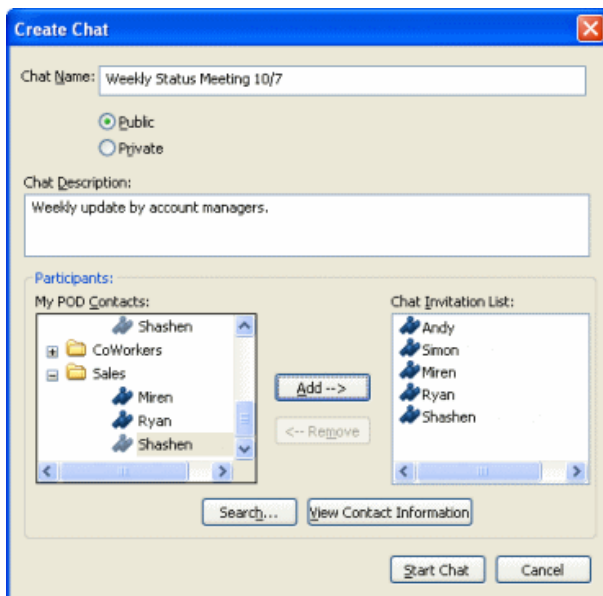 Create Chat
Chat Name: Weekly Status Meeting 10/7
Public
Private
Chat Description:
Weekly update by account managers.
Participants:
My POD Contacts:
Shashen
CoWorkers
Sales
Miren
Ryan
Shashen
Add -->
<-- Remove
Chat Invitation List:
Andy
Simon
Miren
Ryan
Shashen
Search...
View Contact Information
Start Chat
Cancel